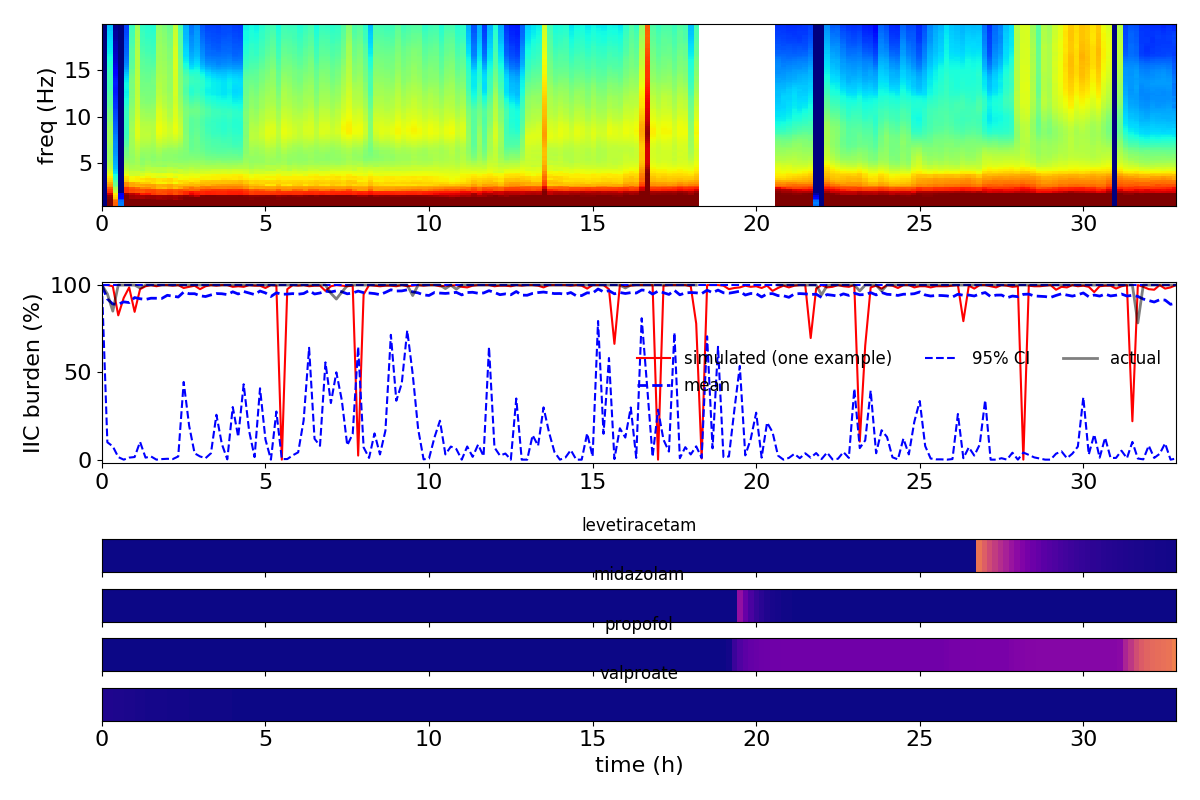 freq (Hz)
15
10
5
0 5 10 15 20 25 30
IIC burden (%)
100
50
0
simulated (one example) 95% CI actual
mean
0 5 10 15 20 25 30
levetiracetam
midazolam
propofol
valproate
0 5 10 15 20 25 30
time (h)